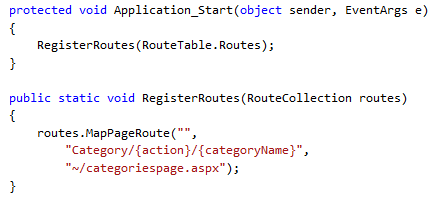 protected void Application_Start(object sender, EventArgs e)
{
    RegisterRoutes(RouteTable.Routes);
}
public static void RegisterRoutes(RouteCollection routes)
{
    routes.MapPageRoute("",
        "Category/{action}/{categoryName}",
        "~/categoriespage.aspx");
}